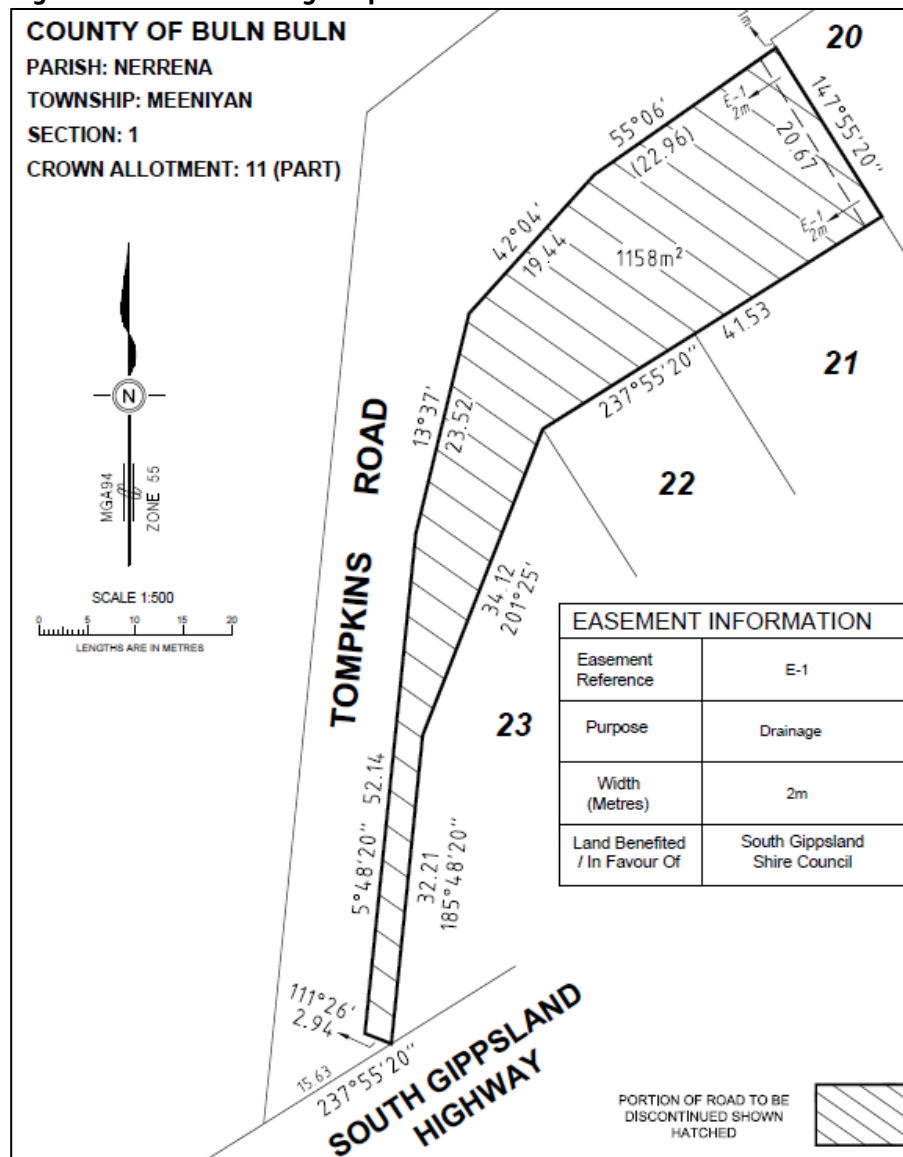 COUNTY OF BULN BULN
PARISH: NERRENA
TOWNSHIP: MEENIYAN
SECTION: 1
CROWN ALLOTMENT: 11 (PART)
1m
20
E-1
2m
147°55'20"
20.67
55°06'
(22.96)
42°04'
19.44
1158m²
E-1
2m
41.53
237°55'20"
21
22
N
MGA94
ZONE 55
SCALE 1:500
0 5 10 15 20
LENGTHS ARE IN METRES
13°37'
23.52
TOMPKINS ROAD
34.12
201°25'
23
5°48'20" 52.14
32.21
185°48'20"
111°26'
2.94
15.63
237°55'20"
SOUTH GIPPSLAND
HIGHWAY
EASEMENT INFORMATION
Easement
Reference
E-1
Purpose
Drainage
Width
(Metres)
2m
Land Benefited
/ In Favour Of
South Gippsland
Shire Council
PORTION OF ROAD TO BE
DISCONTINUED SHOWN
HATCHED